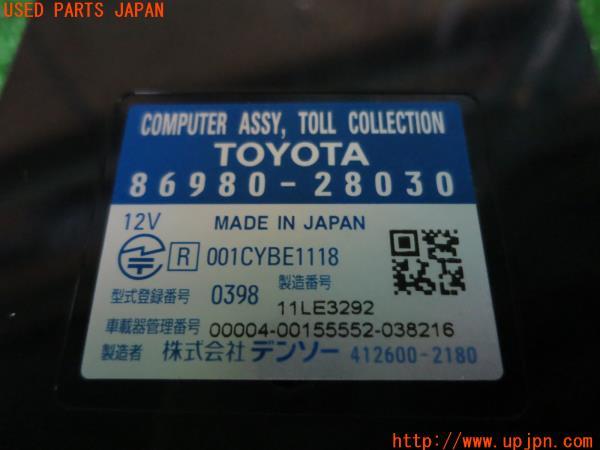 USED PARTS JAPAN
COMPUTER ASSY, TOLL COLLECTION
TOYOTA
86980-28030
12V
MADE IN JAPAN
R 001CYBE1118
製造番号
型式登録番号 0398
11LE3292
車載器管理番号 00004-00155552-038216
製造者 株式会社 デンソー 412600-2180
http://www.upjpn.com/